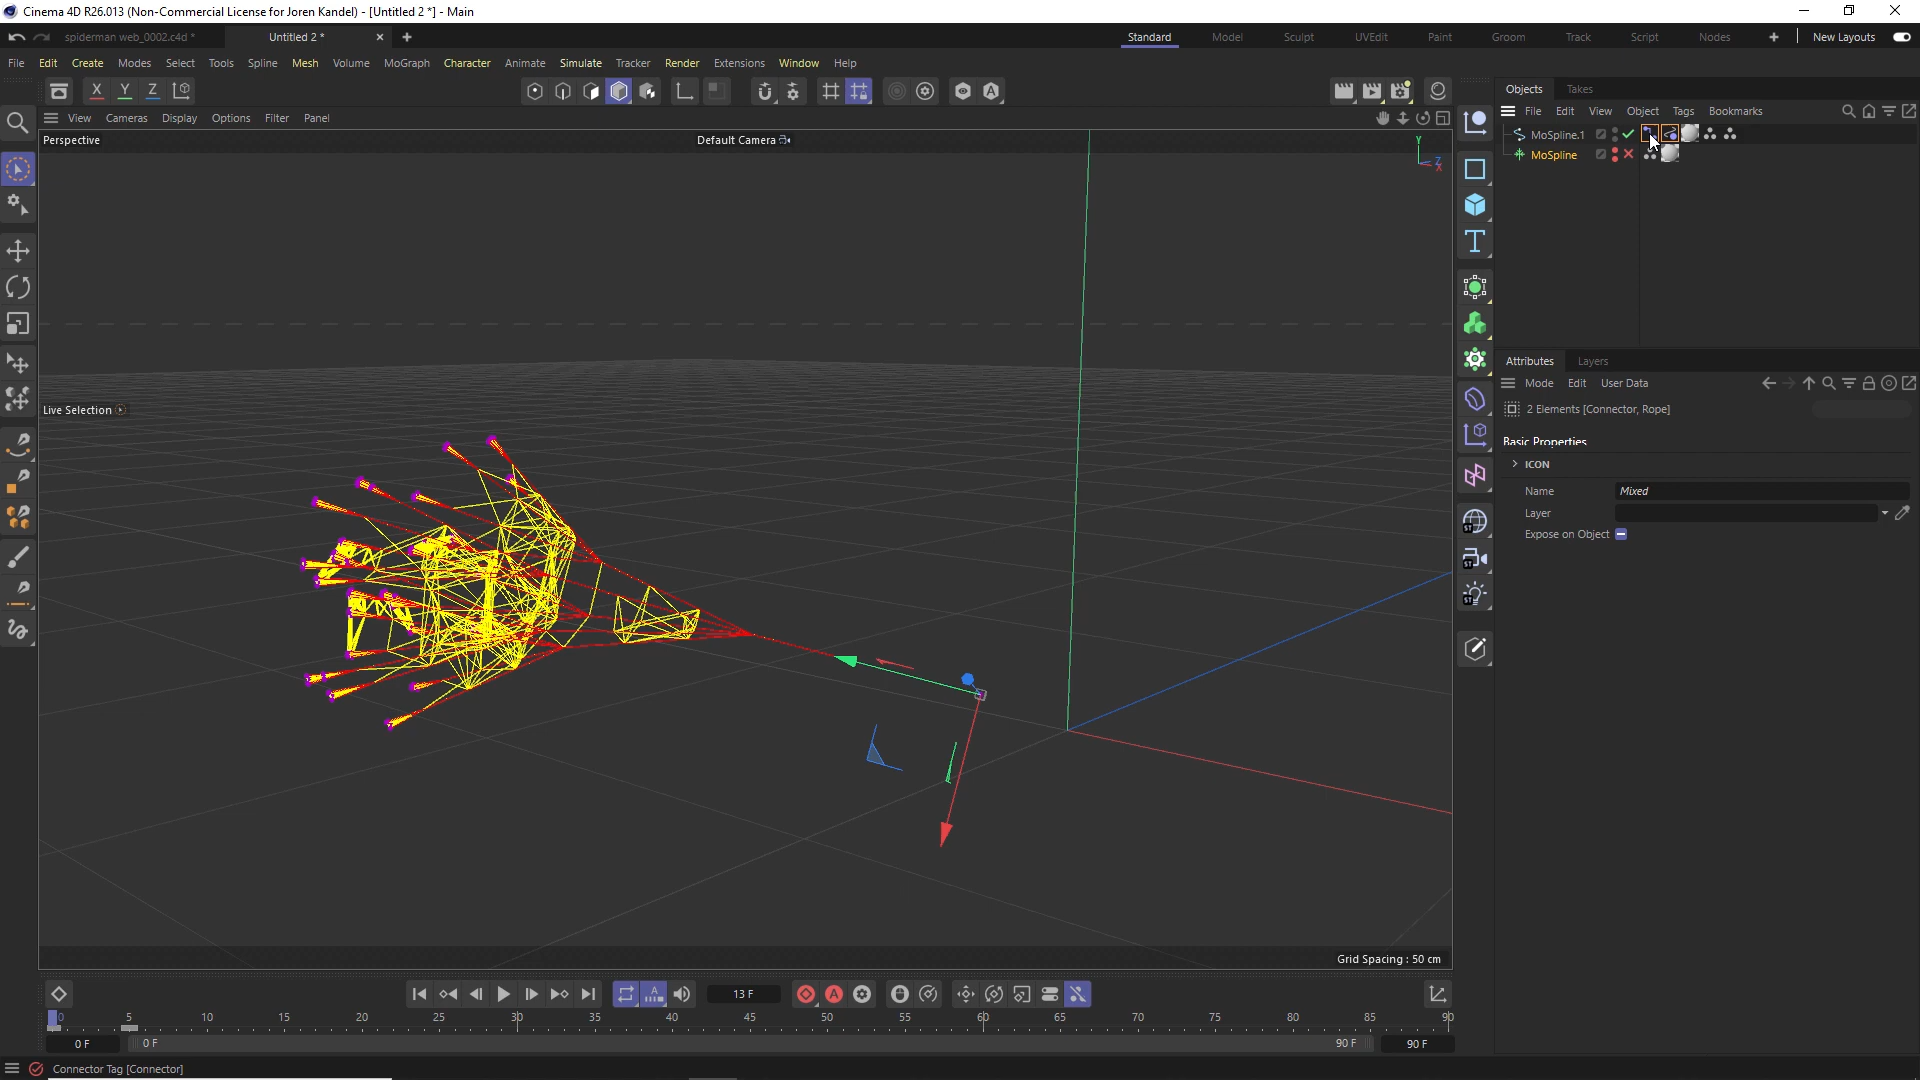 Cinema 4D R26.013 (Non-Commercial License for Joren Kandel) - [Untitled 2 *] - Main
spiderman web_0002.c4d *
Untitled 2 *
Standard Model Sculpt UVEdit Paint Groom Track Script Nodes New Layouts
File Edit Create Modes Select Tools Spline Mesh Volume MoGraph Character Animate Simulate Tracker Render Extensions Window Help
X Y Z
Objects Takes
File Edit View Object Tags Bookmarks
View Cameras Display Options Filter Panel
Perspective
Default Camera
Y
Z
X
MoSpline.1
MoSpline
Attributes Layers
Mode Edit User Data
2 Elements [Connector, Rope]
Live Selection
Basic Properties
ICON
Name Mixed
Layer
Expose on Object
Grid Spacing : 50 cm
13 F
0 5 10 15 20 25 30 35 40 45 50 55 60 65 70 75 80 85 90
0 F 0 F 90 F 90 F
Connector Tag [Connector]